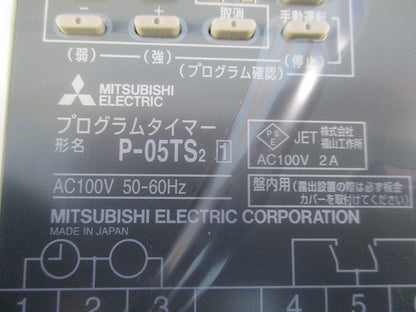 − + 取消 手動運転
(弱) (強) (停止)
(プログラム確認)
MITSUBISHI
ELECTRIC
プログラムタイマー
形名 P-05TS2 1
PSE JET 株式会社
福山工作所
AC100V 2A
AC100V 50-60Hz
盤内用 (露出設置の際は必ず板金
カバーを取付けてください)
MITSUBISHI ELECTRIC CORPORATION
MADE IN JAPAN
1 2 3 4 5